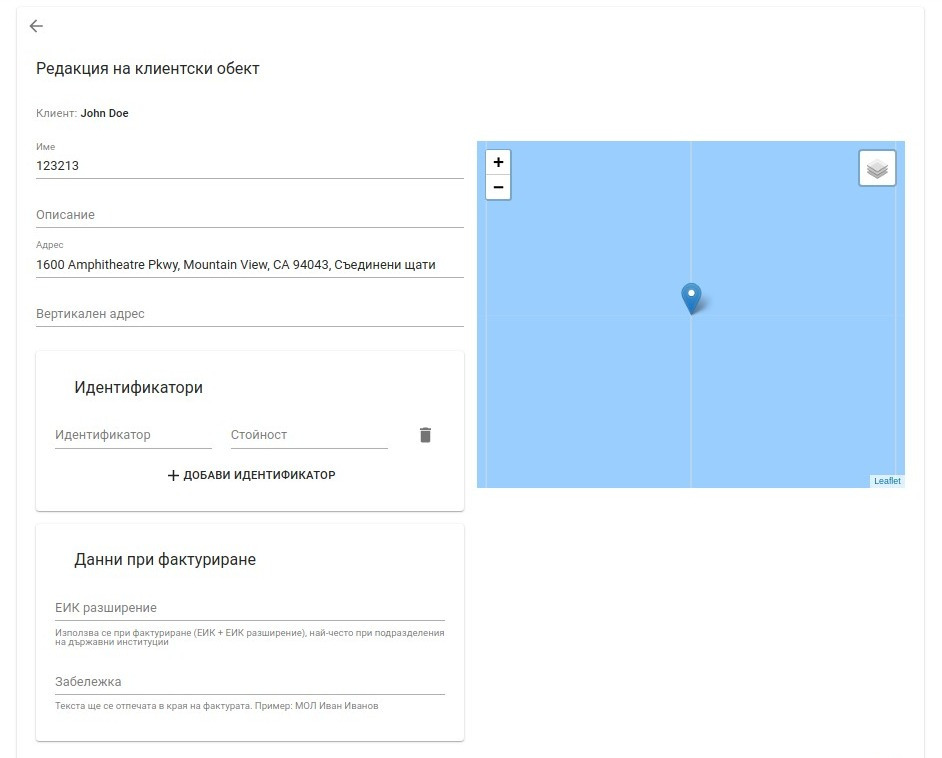 Редакция на клиентски обект
Клиент: John Doe
Име
123213
Описание
Адрес
1600 Amphitheatre Pkwy, Mountain View, CA 94043, Съединени щати
Вертикален адрес
+
−
Leaflet
Идентификатори
Идентификатор Стойност
+ ДОБАВИ ИДЕНТИФИКАТОР
Данни при фактуриране
ЕИК разширение
Използва се при фактуриране (ЕИК + ЕИК разширение), най-често при подразделения
на държавни институции
Забележка
Текста ще се отпечата в края на фактурата. Пример: МОЛ Иван Иванов